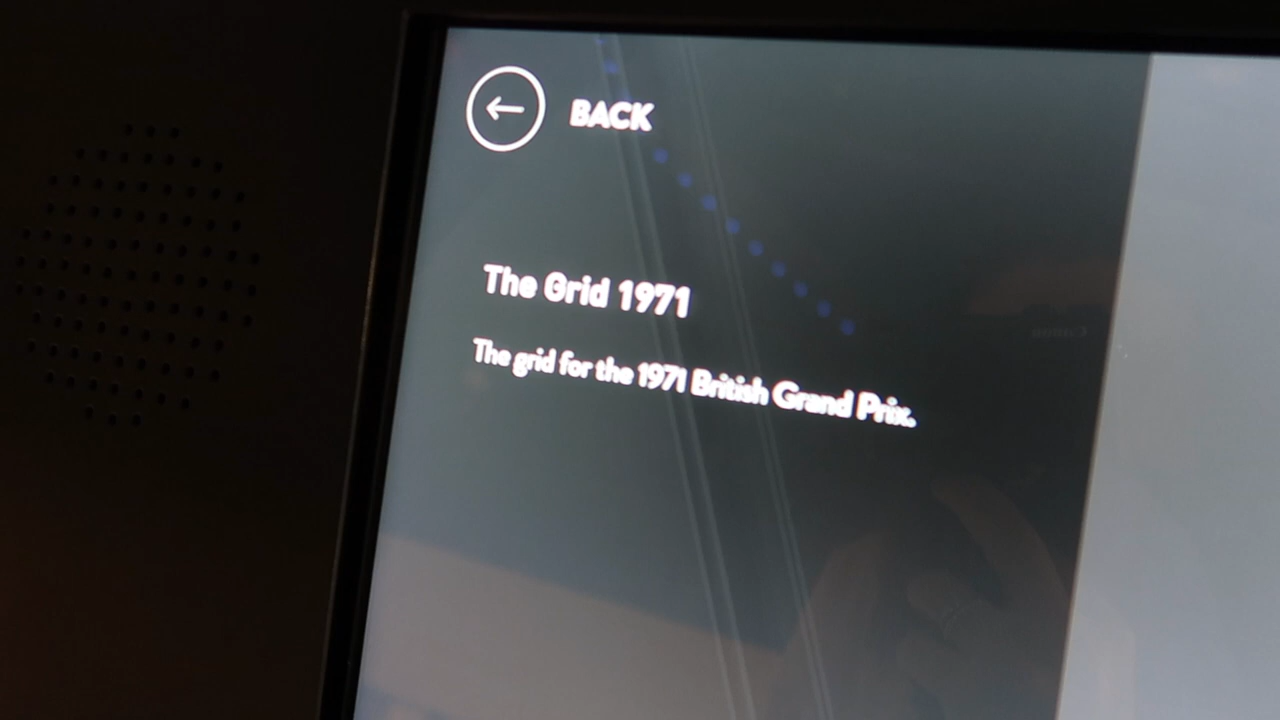 BACK
The Grid 1971
The grid for the 1971 British Grand Prix.